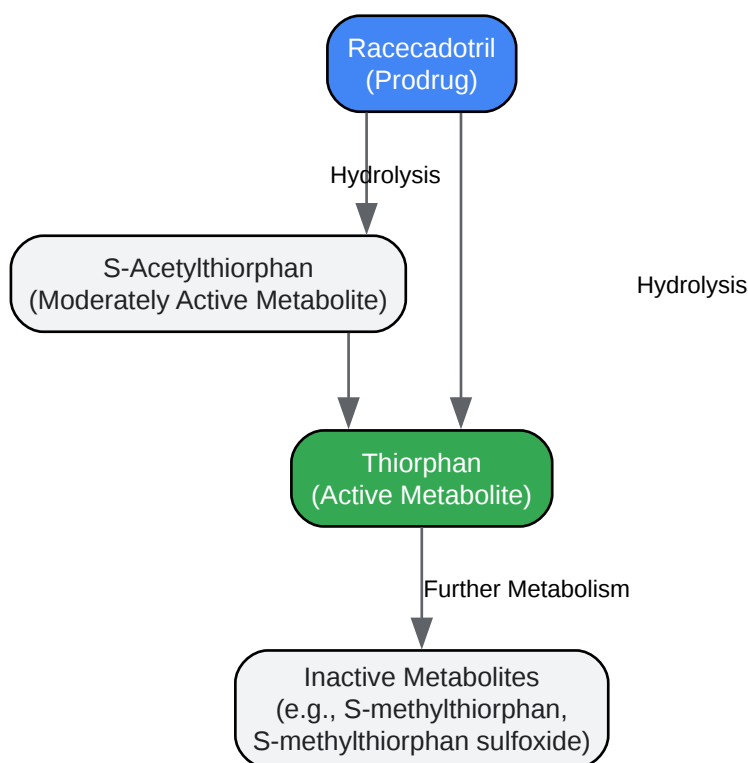 Racecadotril
(Prodrug)
Hydrolysis
S-Acetylthiorphan
(Moderately Active Metabolite)
Hydrolysis
Thiorphan
(Active Metabolite)
Further Metabolism
Inactive Metabolites
(e.g., S-methylthiorphan,
S-methylthiorphan sulfoxide)